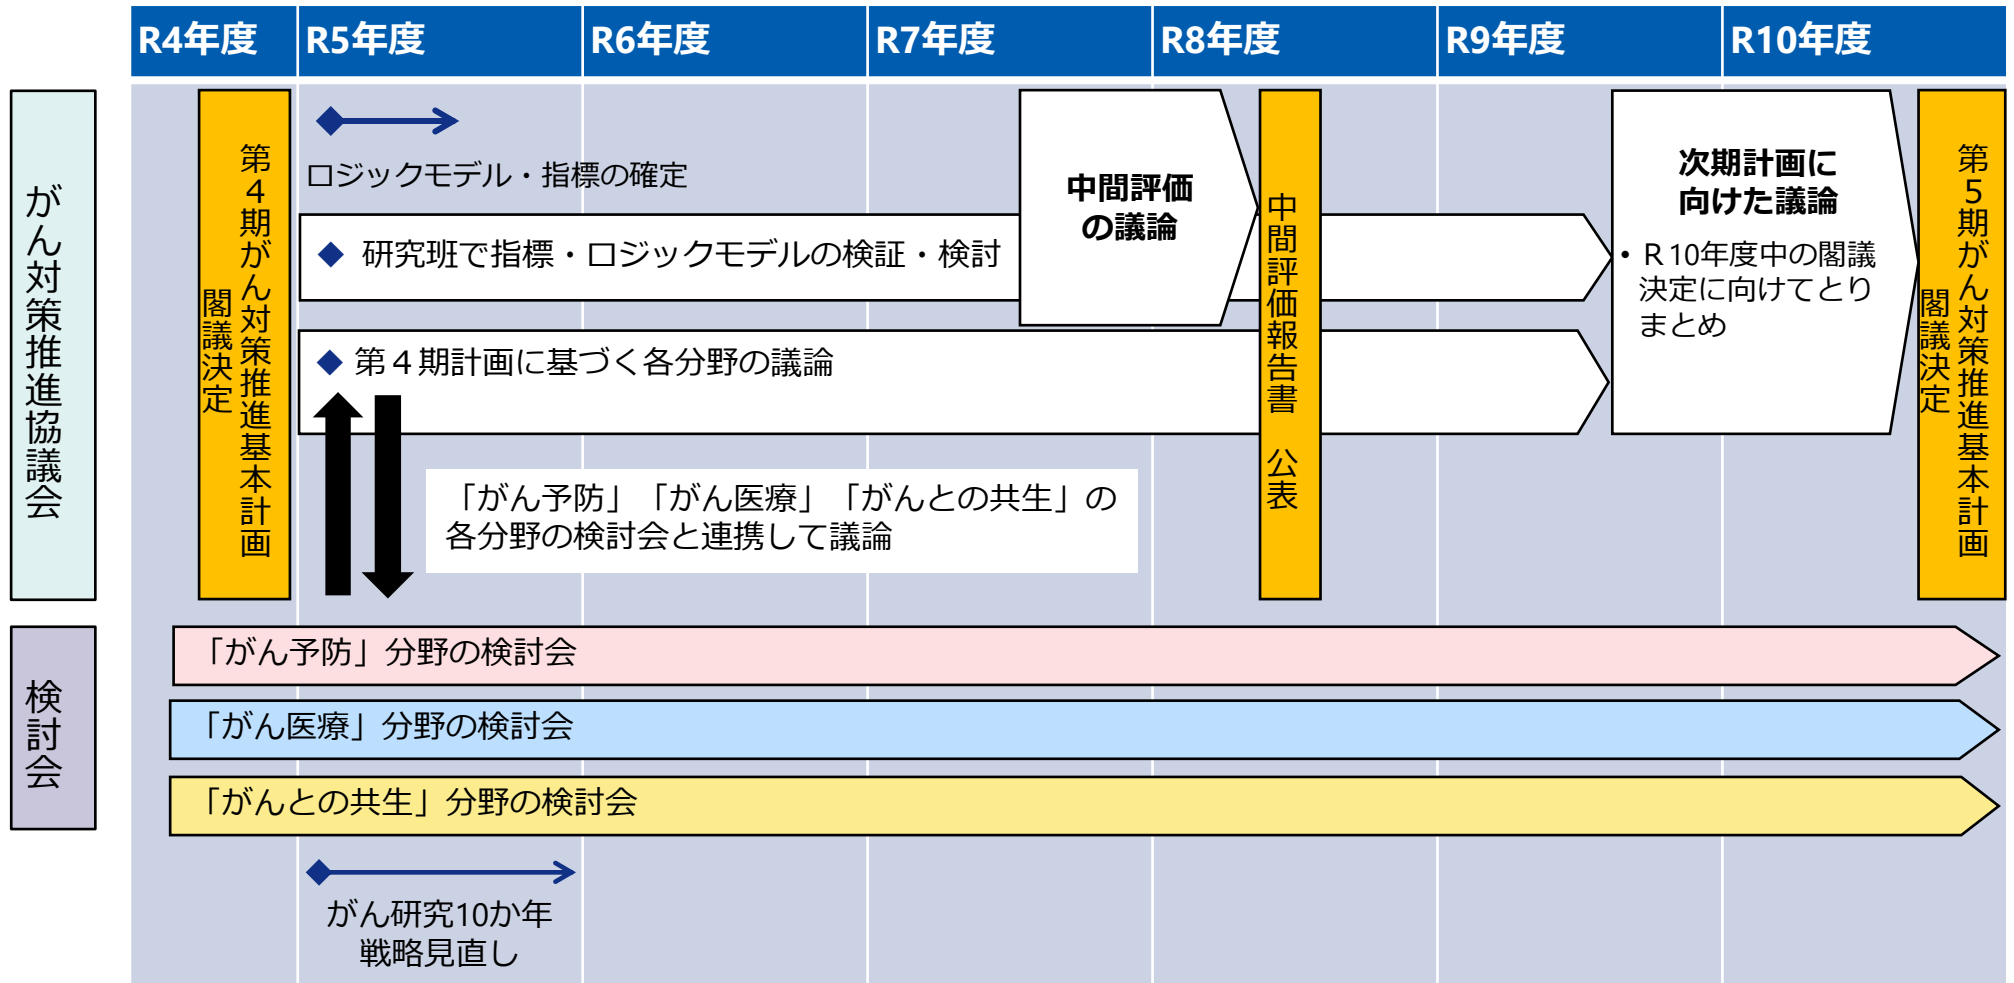 R4年度
R5年度
R6年度
R7年度
R8年度
R9年度
R10年度
がん対策推進協議会
第４期がん対策推進基本計画
閣議決定
ロジックモデル・指標の確定
研究班で指標・ロジックモデルの検証・検討
第４期計画に基づく各分野の議論
「がん予防」「がん医療」「がんとの共生」の
各分野の検討会と連携して議論
中間評価
の議論
中間評価報告書　公表
次期計画に
向けた議論
・Ｒ10年度中の閣議
決定に向けてとり
まとめ
第５期がん対策推進基本計画
閣議決定
検討会
「がん予防」分野の検討会
「がん医療」分野の検討会
「がんとの共生」分野の検討会
がん研究10か年
戦略見直し